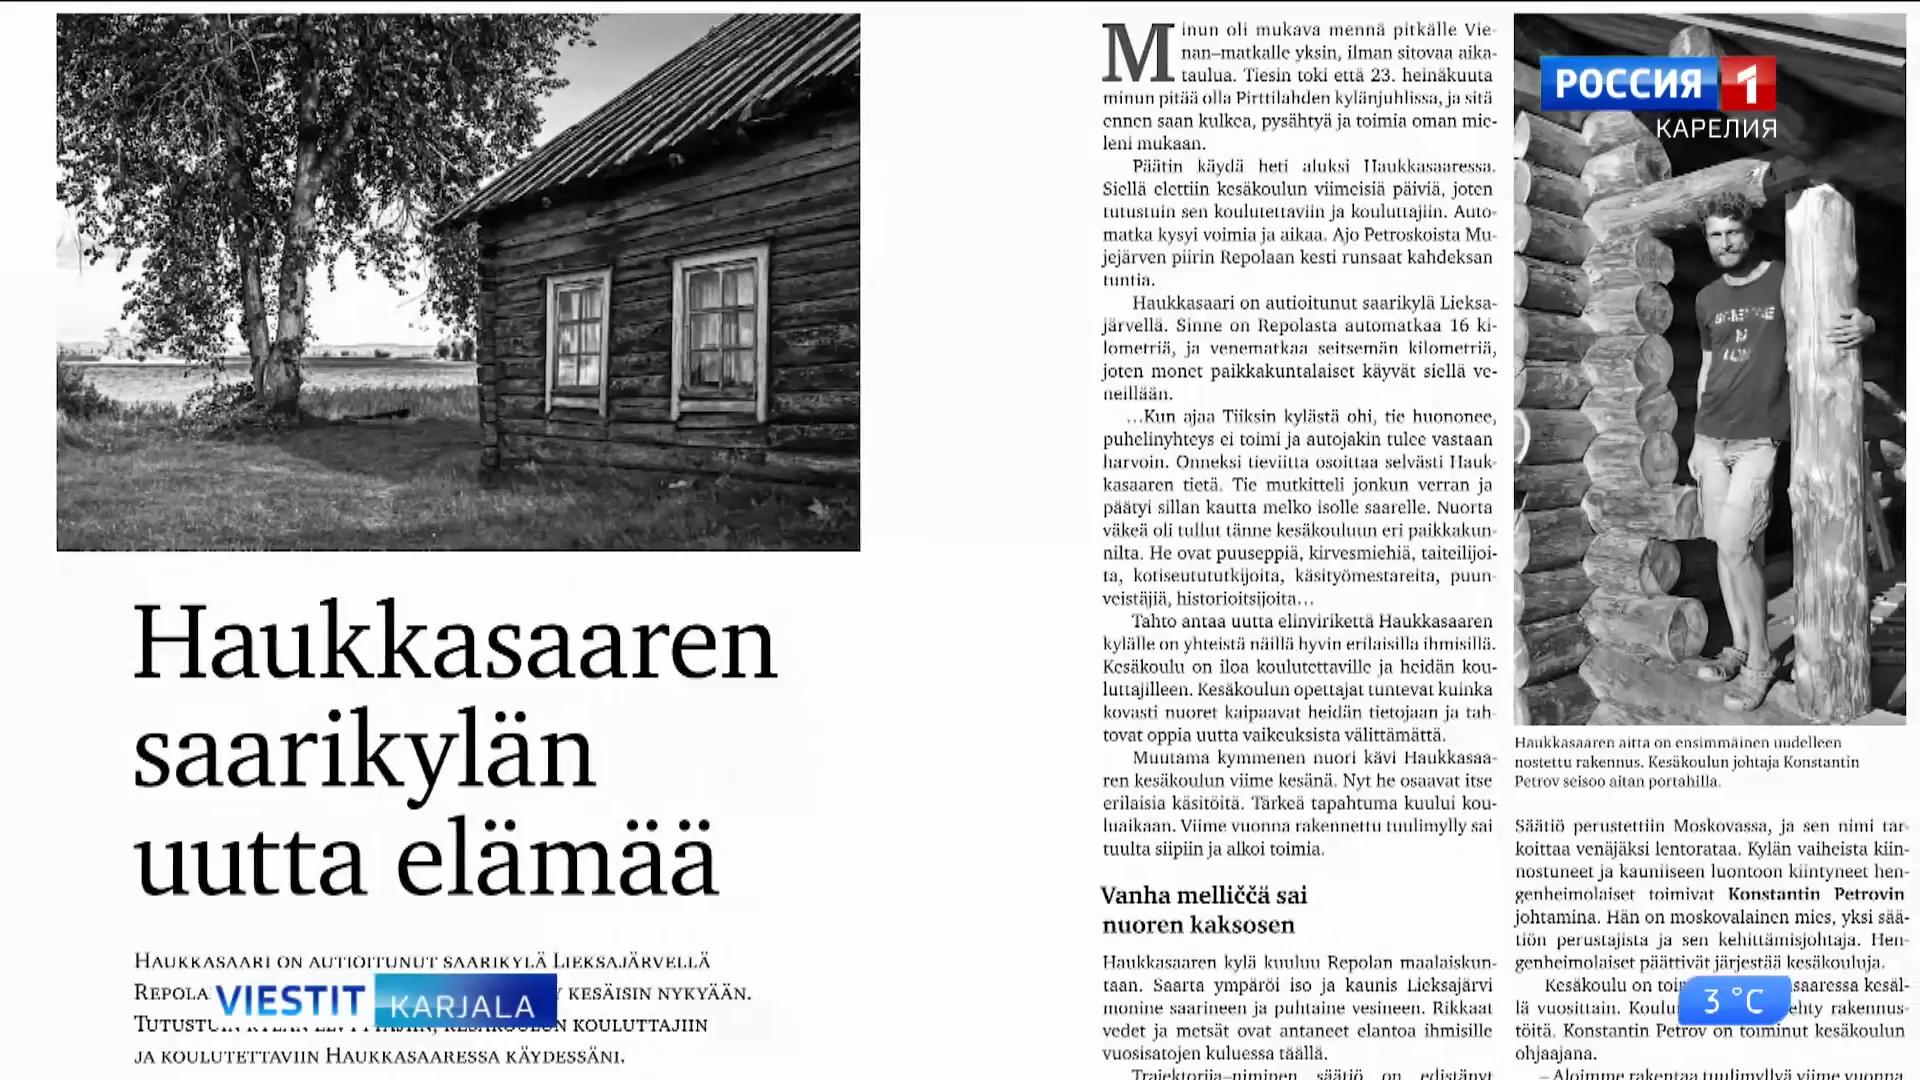 Haukkasaaren
saarikylän
uutta elämää
Haukkasaari on autioitunut saarikylä Lieksajärvellä
kesäisin nykyään.
kouluttajiin
ja koulutettaviin Haukkasaaressa käydessäni.
Minun oli mukava mennä pitkälle Vie-
nan–matkalle yksin, ilman sitovaa aika-
taulua. Tiesin toki että 23. heinäkuuta
minun pitää olla Pirttilahden kylänjuhlissa, ja sitä
ennen saan kulkea, pysähtyä ja toimia oman mie-
leni mukaan.
Päätin käydä heti aluksi Haukkasaaressa.
Siellä elettiin kesäkoulun viimeisiä päiviä, joten
tutustuin sen koulutettaviin ja kouluttajiin. Auto-
matka kysyi voimia ja aikaa. Ajo Petroskoista Mu-
jejärven piirin Repolaan kesti runsaat kahdeksan
tuntia.
Haukkasaari on autioitunut saarikylä Lieksa-
järvellä. Sinne on Repolasta automatkaa 16 ki-
lometriä, ja venematkaa seitsemän kilometriä,
joten monet paikkakuntalaiset käyvät siellä ve-
neillään.
…Kun ajaa Tiiksin kylästä ohi, tie huononee,
puhelinyhteys ei toimi ja autojakin tulee vastaan
harvoin. Onneksi tieviitta osoittaa selvästi Hauk-
kasaaren tietä. Tie mutkitteli jonkun verran ja
päätyi sillan kautta melko isolle saarelle. Nuorta
väkeä oli tullut tänne kesäkouluun eri paikkakun-
nilta. He ovat puuseppiä, kirvesmiehiä, taiteilijoi-
ta, kotiseutututkijoita, käsityömestareita, puun-
veistäjiä, historioitsijoita…
Tahto antaa uutta elinvirikettä Haukkasaaren
kylälle on yhteistä näillä hyvin erilaisilla ihmisillä.
Kesäkoulu on iloa koulutettaville ja heidän kou-
luttajilleen. Kesäkoulun opettajat tuntevat kuinka
kovasti nuoret kaipaavat heidän tietojaan ja tah-
tovat oppia uutta vaikeuksista välittämättä.
Muutama kymmenen nuori kävi Haukkasaa-
ren kesäkoulun viime kesänä. Nyt he osaavat itse
erilaisia käsitöitä. Tärkeä tapahtuma kuului kou-
luaikaan. Viime vuonna rakennettu tuulimylly sai
tuulta siipiin ja alkoi toimia.
Vanha melliččä sai
nuoren kaksosen
Haukkasaaren kylä kuuluu Repolan maalaiskun-
taan. Saarta ympäröi iso ja kaunis Lieksajärvi
monine saarineen ja puhtaine vesineen. Rikkaat
vedet ja metsät ovat antaneet elantoa ihmisille
vuosisatojen kuluessa täällä.
Trajektorija–niminen säätiö on edistänyt
Haukkasaaren aitta on ensimmäinen uudelleen
nostettu rakennus. Kesäkoulun johtaja Konstantin
Petrov seisoo aitan portahilla.
Säätiö perustettiin Moskovassa, ja sen nimi tar-
koittaa venäjäksi lentorataa. Kylän vaiheista kiin-
nostuneet ja kauniiseen luontoon kiintyneet hen-
genheimolaiset toimivat Konstantin Petrovin
johtamina. Hän on moskovalainen mies, yksi sää-
tiön perustajista ja sen kehittämisjohtaja. Hen-
genheimolaiset päättivät järjestää kesäkouluja.
Kesäkoulu on kesäl-
lä vuosittain. rakennus-
töitä. Konstantin Petrov on toiminut kesäkoulun
ohjaajana.
– Aloimme rakentaa tuulimyllyä viime vuonna
РОССИЯ 1
КАРЕЛИЯ
VIESTIT KARJALA
3 °C